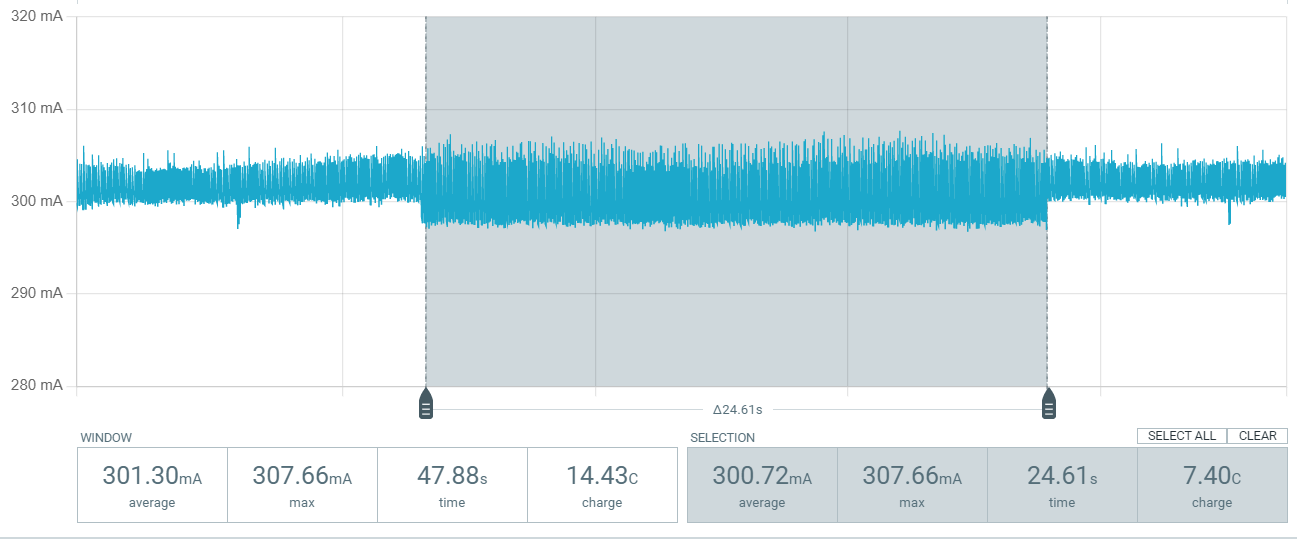 320 mA
310 mA
300 mA
290 mA
280 mA
Δ24.61s
WINDOW
SELECTION
SELECT ALL CLEAR
301.30mA 307.66mA 47.88s 14.43C 300.72mA 307.66mA 24.61s 7.40C
average max time charge average max time charge